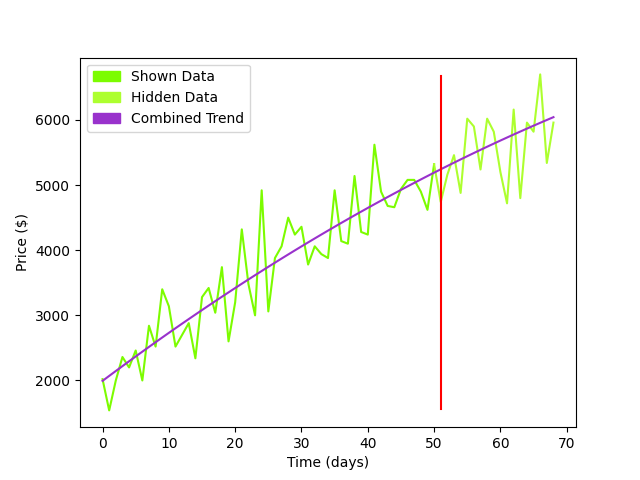 Shown Data
Hidden Data
Combined Trend
6000
5000
4000
3000
2000
Price ($)
0 10 20 30 40 50 60 70
Time (days)